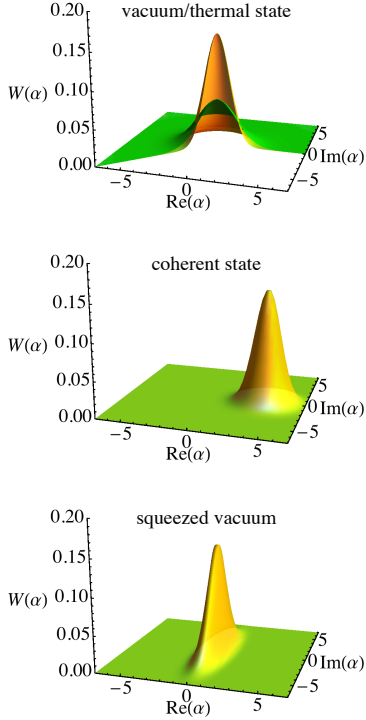 vacuum/thermal state
0.20
0.15
W(α)
0.10
0.05
0.00
−5
0
5
Re(α)
5
0
−5
Im(α)
coherent state
0.20
0.15
W(α)
0.10
0.05
0.00
−5
0
5
Re(α)
5
0
−5
Im(α)
squeezed vacuum
0.20
0.15
W(α)
0.10
0.05
0.00
−5
0
5
Re(α)
5
0
−5
Im(α)